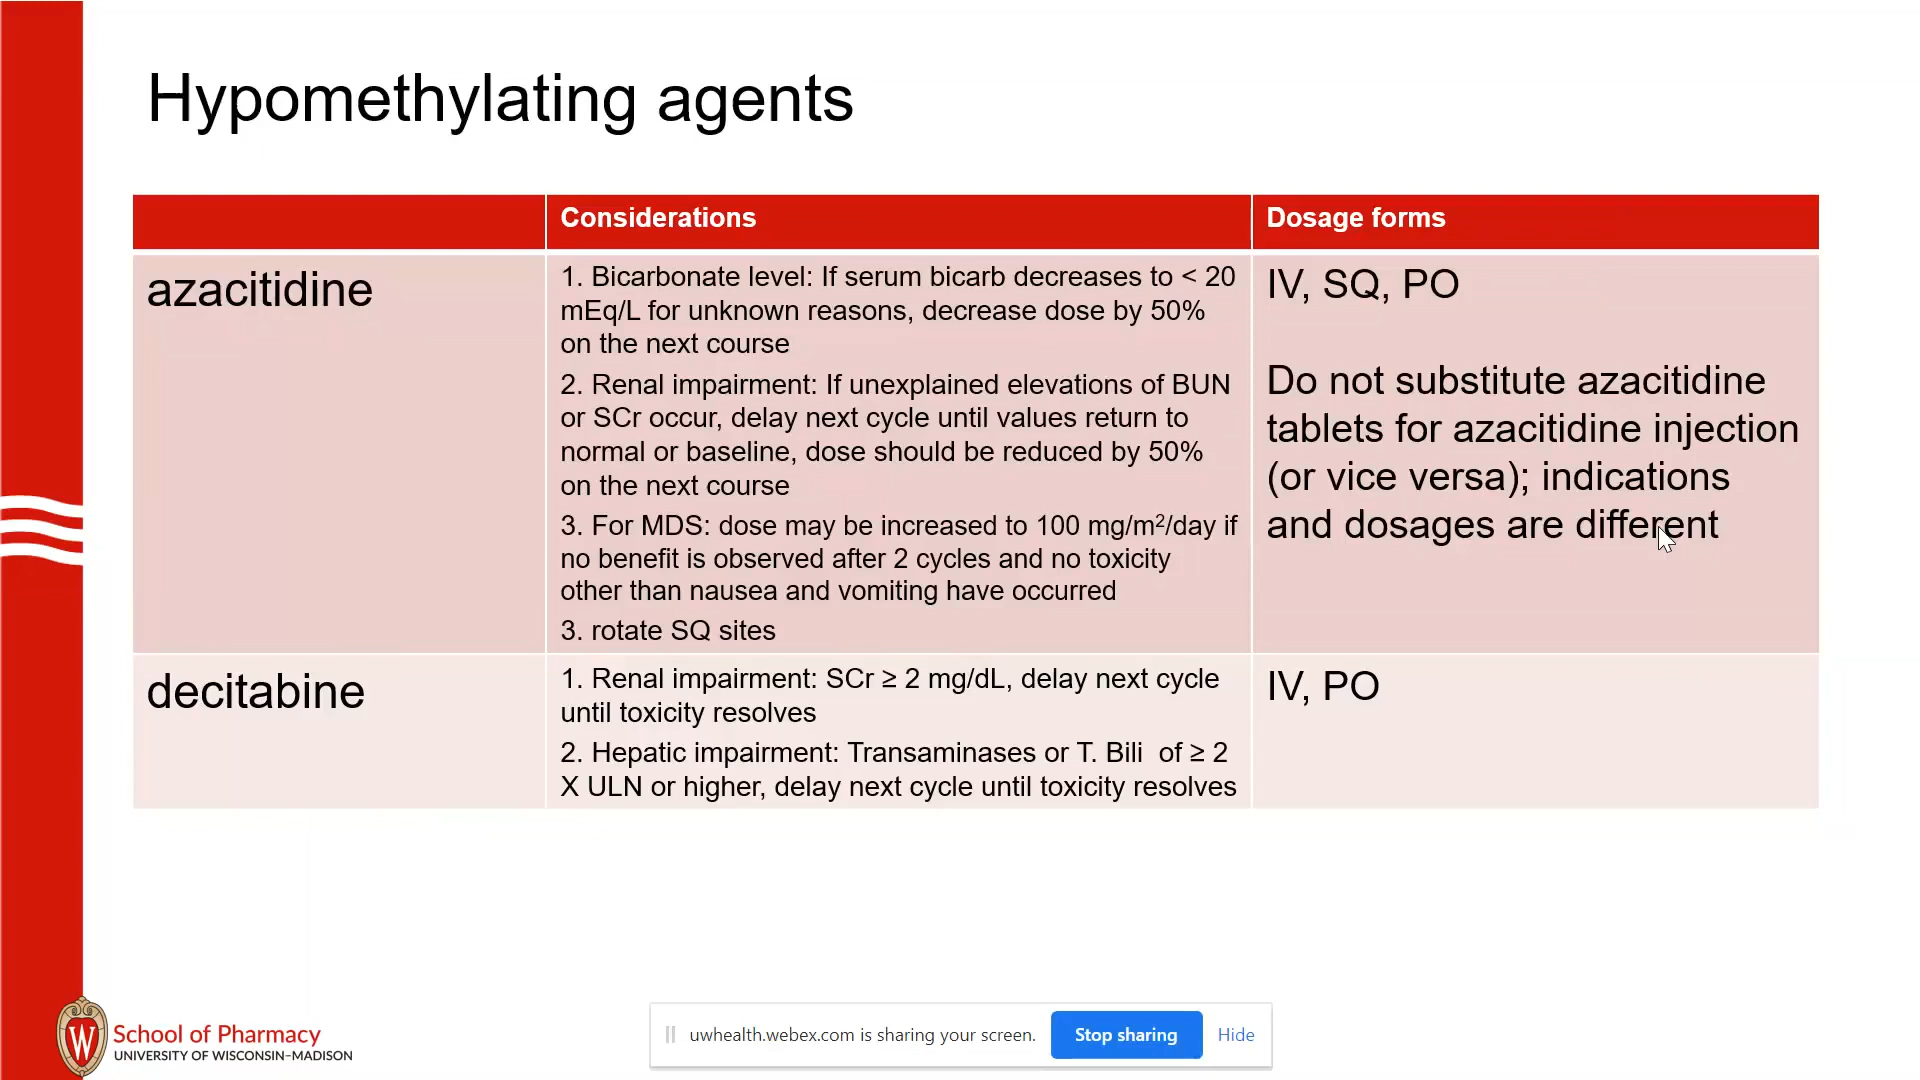 Hypomethylating agents
Considerations
Dosage forms
azacitidine
1. Bicarbonate level: If serum bicarb decreases to < 20
mEq/L for unknown reasons, decrease dose by 50%
on the next course
2. Renal impairment: If unexplained elevations of BUN
or SCr occur, delay next cycle until values return to
normal or baseline, dose should be reduced by 50%
on the next course
3. For MDS: dose may be increased to 100 mg/m²/day if
no benefit is observed after 2 cycles and no toxicity
other than nausea and vomiting have occurred
3. rotate SQ sites
IV, SQ, PO
Do not substitute azacitidine
tablets for azacitidine injection
(or vice versa); indications
and dosages are different
decitabine
1. Renal impairment: SCr ≥ 2 mg/dL, delay next cycle
until toxicity resolves
2. Hepatic impairment: Transaminases or T. Bili of ≥ 2
X ULN or higher, delay next cycle until toxicity resolves
IV, PO
W
School of Pharmacy
UNIVERSITY OF WISCONSIN–MADISON
uwhealth.webex.com is sharing your screen.
Stop sharing
Hide